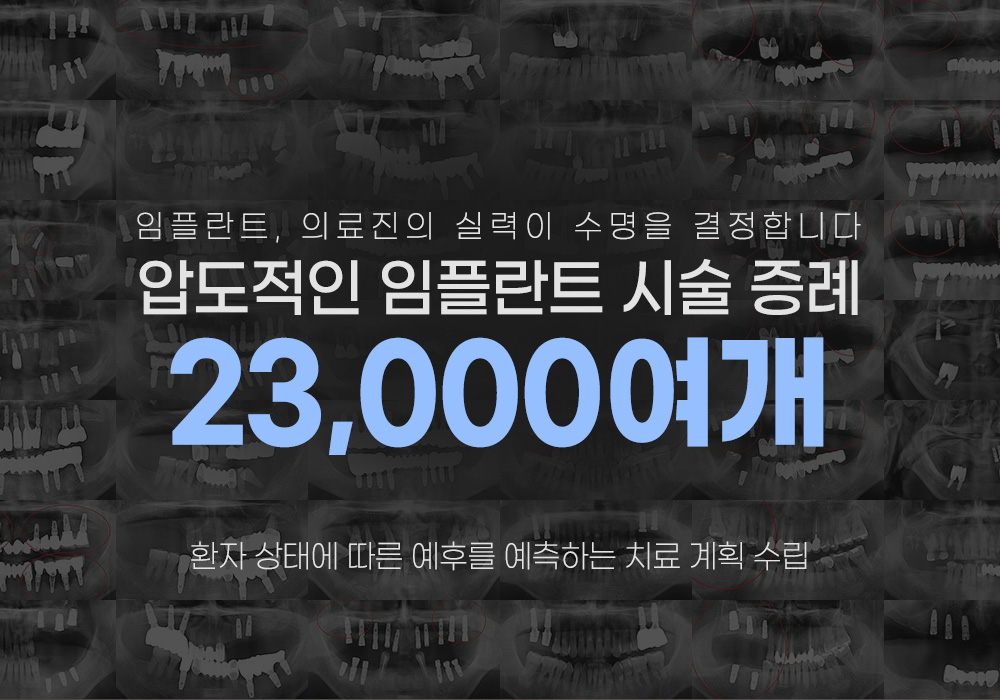 임플란트, 의료진의 실력이 수명을 결정합니다
압도적인 임플란트 시술 증례
23,000여개
환자 상태에 따른 예후를 예측하는 치료 계획 수립